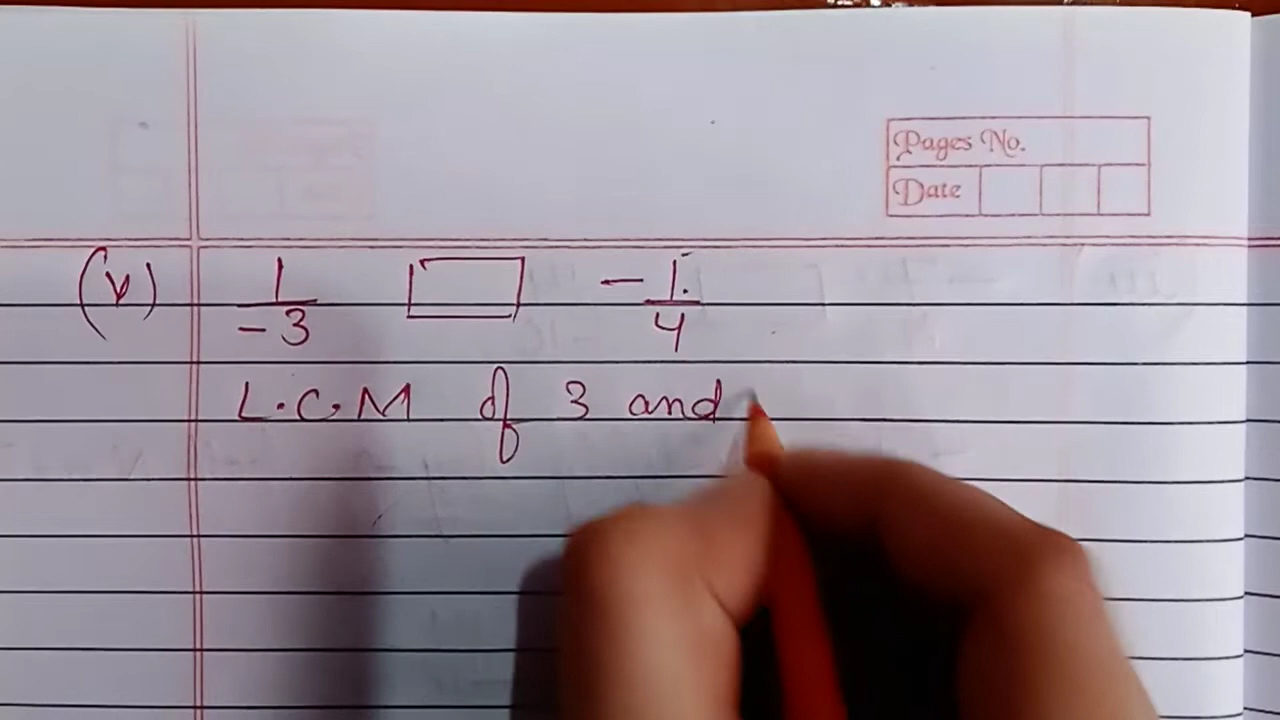 Pages No.
Date
(v) 1/-3 □ -1/4
L.C.M of 3 and